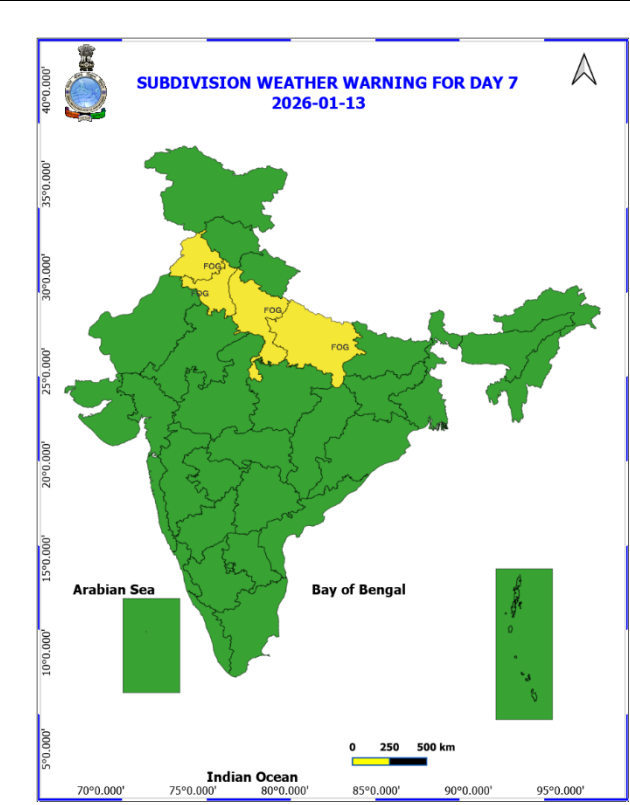 SUBDIVISION WEATHER WARNING FOR DAY 7
2026-01-13
40°0.000'
35°0.000'
30°0.000'
25°0.000'
20°0.000'
15°0.000'
10°0.000'
5°0.000'
FOG
FOG
FOG
FOG
Arabian Sea
Bay of Bengal
0 250 500 km
Indian Ocean
70°0.000' 75°0.000' 80°0.000' 85°0.000' 90°0.000' 95°0.000'